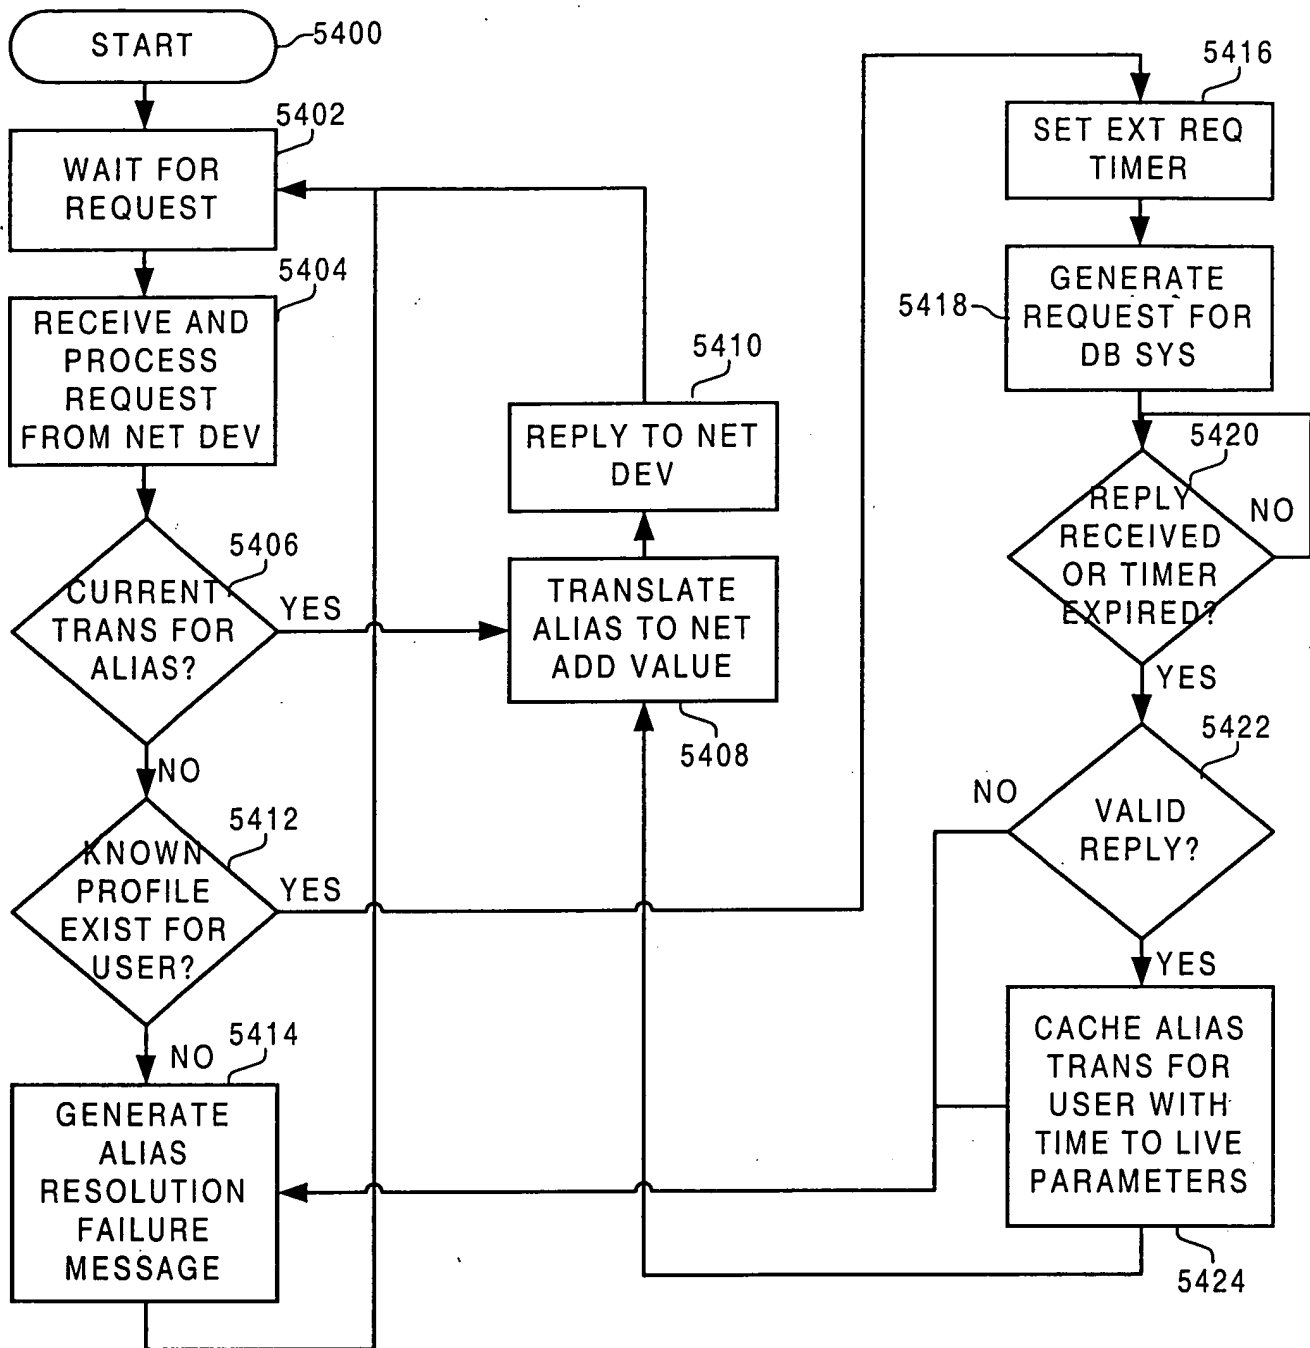 START
5400
5402
WAIT FOR
REQUEST
5404
RECEIVE AND
PROCESS
REQUEST
FROM NET DEV
5406
CURRENT
TRANS FOR
ALIAS?
YES
NO
5412
KNOWN
PROFILE
EXIST FOR
USER?
YES
NO
5414
GENERATE
ALIAS
RESOLUTION
FAILURE
MESSAGE
5410
REPLY TO NET
DEV
TRANSLATE
ALIAS TO NET
ADD VALUE
5408
5416
SET EXT REQ
TIMER
5418
GENERATE
REQUEST FOR
DB SYS
5420
REPLY
RECEIVED
OR TIMER
EXPIRED?
NO
YES
5422
VALID
REPLY?
NO
YES
CACHE ALIAS
TRANS FOR
USER WITH
TIME TO LIVE
PARAMETERS
5424